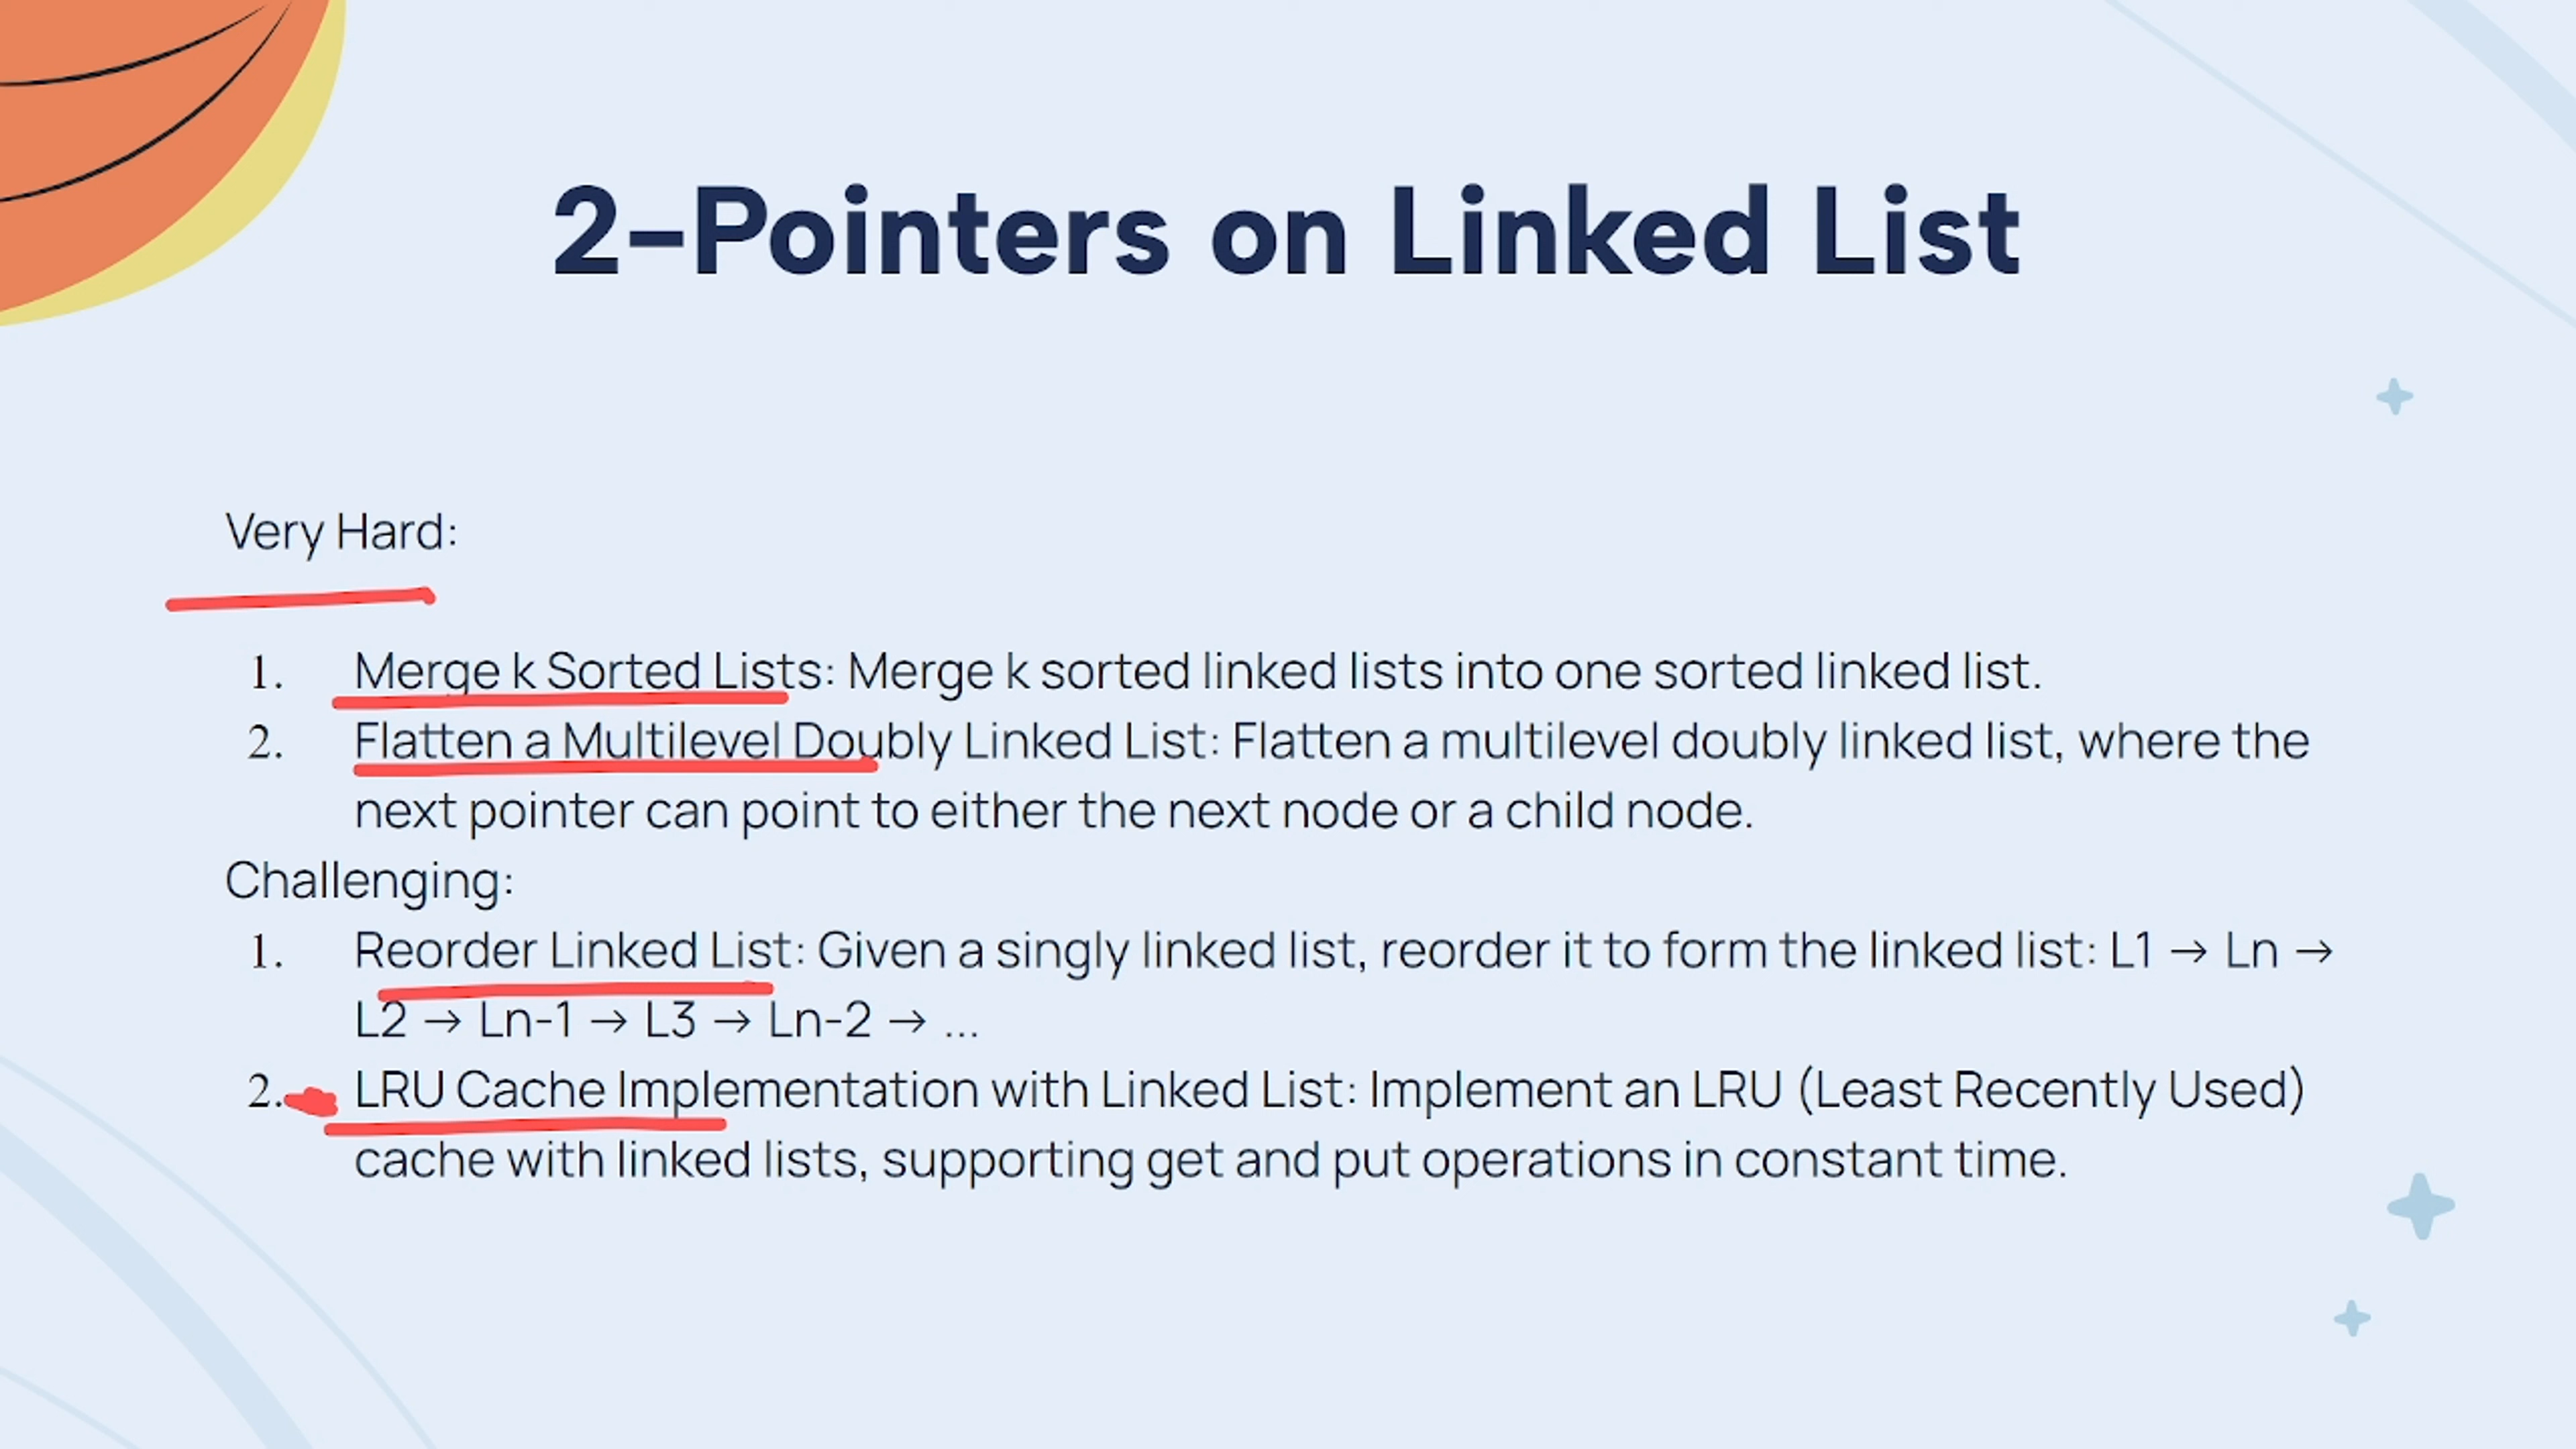 2-Pointers on Linked List
Very Hard:
1. Merge k Sorted Lists: Merge k sorted linked lists into one sorted linked list.
2. Flatten a Multilevel Doubly Linked List: Flatten a multilevel doubly linked list, where the
next pointer can point to either the next node or a child node.
Challenging:
1. Reorder Linked List: Given a singly linked list, reorder it to form the linked list: L1 → Ln →
L2 → Ln-1 → L3 → Ln-2 → ...
2. LRU Cache Implementation with Linked List: Implement an LRU (Least Recently Used)
cache with linked lists, supporting get and put operations in constant time.